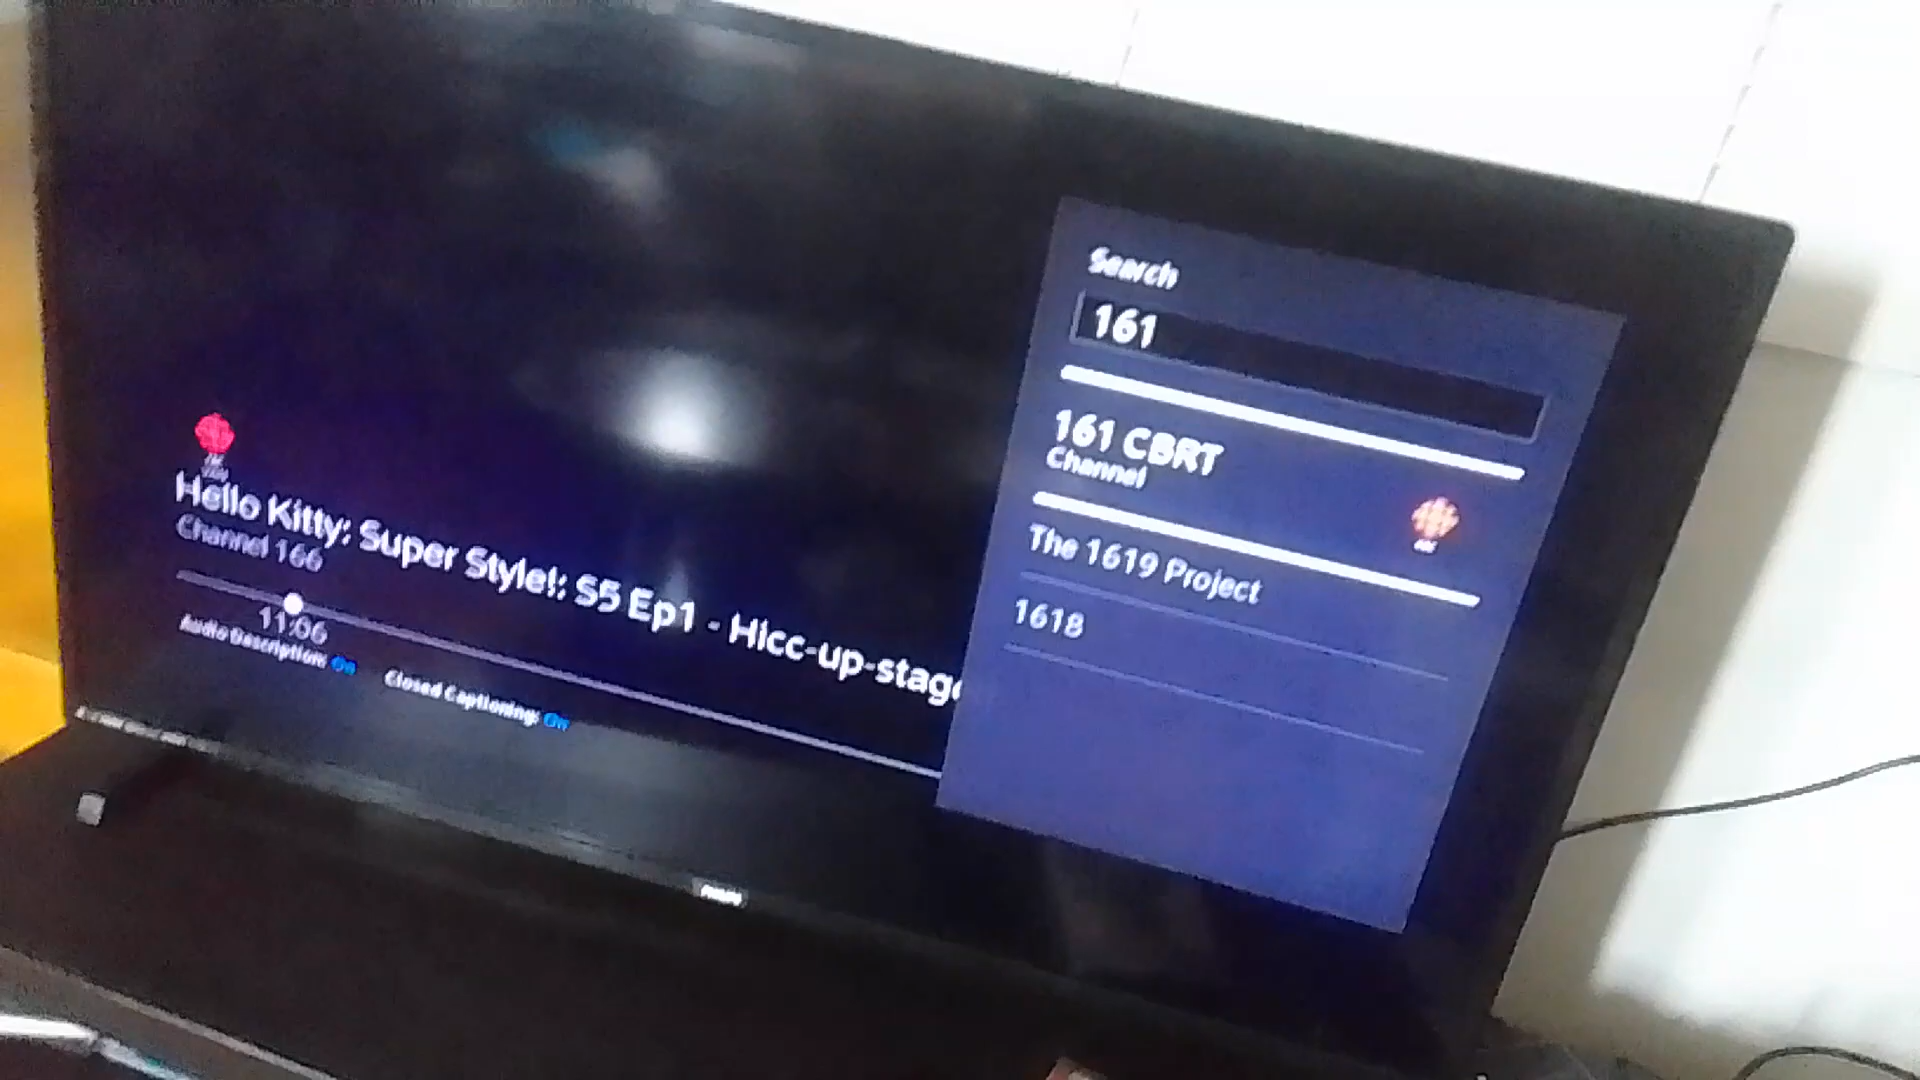 Hello Kitty: Super Style!; S5 Ep1 - Hicc-up-stag
Channel 166
11:06
Audio Description: On
Closed Captioning: On
Search
161
161 CBRT
Channel
The 1619 Project
1618